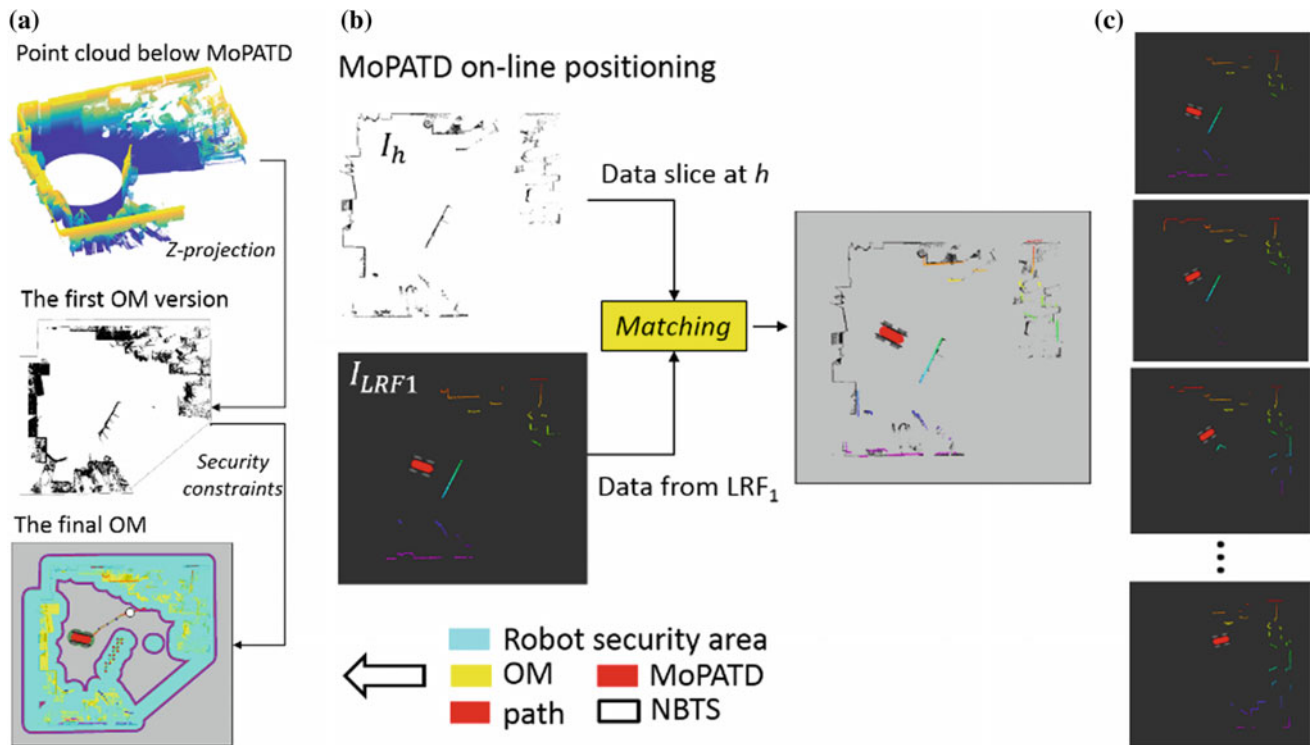 (a)
Point cloud below MoPATD
Z-projection
The first OM version
Security
constraints
The final OM
(b)
MoPATD on-line positioning
I_h
Data slice at h
Matching
I_LRF1
Data from LRF₁
Robot security area
OM
MoPATD
path
NBTS
(c)